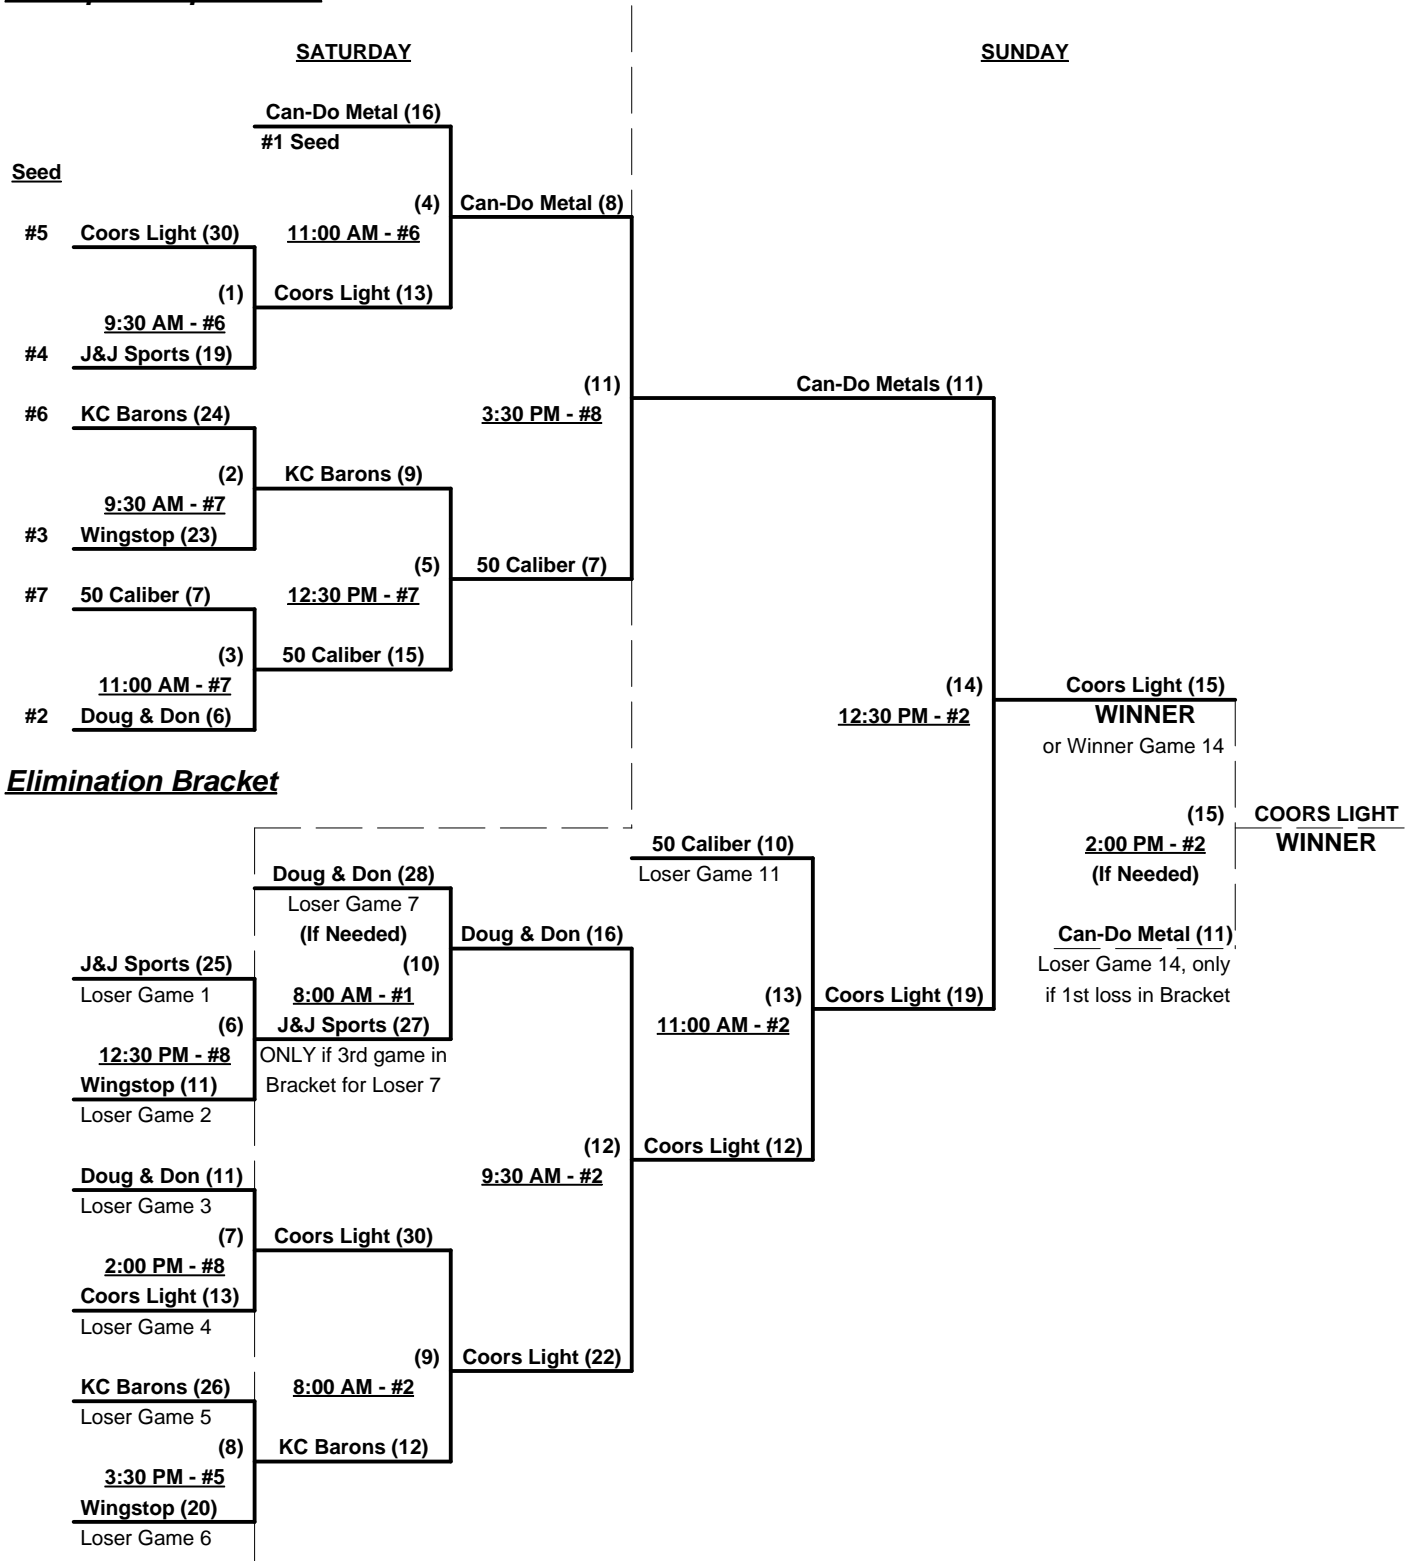 SATURDAY
SUNDAY
Can-Do Metal (16)
#1 Seed
Seed
(4)
Can-Do Metal (8)
#5
Coors Light (30)
11:00 AM - #6
(1)
Coors Light (13)
9:30 AM - #6
#4
J&J Sports (19)
(11)
Can-Do Metals (11)
#6
KC Barons (24)
3:30 PM - #8
(2)
KC Barons (9)
9:30 AM - #7
#3
Wingstop (23)
(5)
50 Caliber (7)
#7
50 Caliber (7)
12:30 PM - #7
(3)
50 Caliber (15)
11:00 AM - #7
(14)
Coors Light (15)
#2
Doug & Don (6)
12:30 PM - #2
WINNER
or Winner Game 14
Elimination Bracket
(15)
COORS LIGHT
50 Caliber (10)
2:00 PM - #2
WINNER
Doug & Don (28)
Loser Game 11
(If Needed)
Loser Game 7
(If Needed)
Doug & Don (16)
Can-Do Metal (11)
J&J Sports (25)
(10)
Loser Game 14, only
Loser Game 1
8:00 AM - #1
(13)
Coors Light (19)
if 1st loss in Bracket
(6)
J&J Sports (27)
11:00 AM - #2
12:30 PM - #8
ONLY if 3rd game in
Wingstop (11)
Bracket for Loser 7
Loser Game 2
(12)
Coors Light (12)
Doug & Don (11)
9:30 AM - #2
Loser Game 3
(7)
Coors Light (30)
2:00 PM - #8
Coors Light (13)
Loser Game 4
(9)
Coors Light (22)
KC Barons (26)
8:00 AM - #2
Loser Game 5
(8)
KC Barons (12)
3:30 PM - #5
Wingstop (20)
Loser Game 6